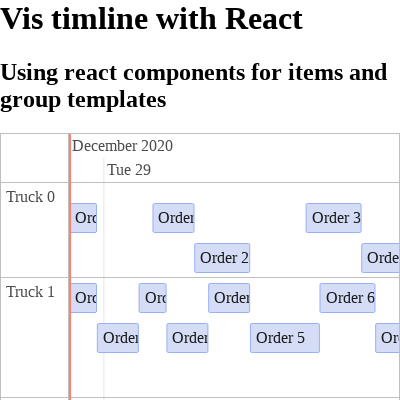 Vis timline with React
Using react components for items and
group templates
December 2020
Tue 29
Truck 0
Ord
Order
Order 3
Order 2
Orde
Truck 1
Ord
Ord
Order
Order 6
Order
Order
Order 5
Or